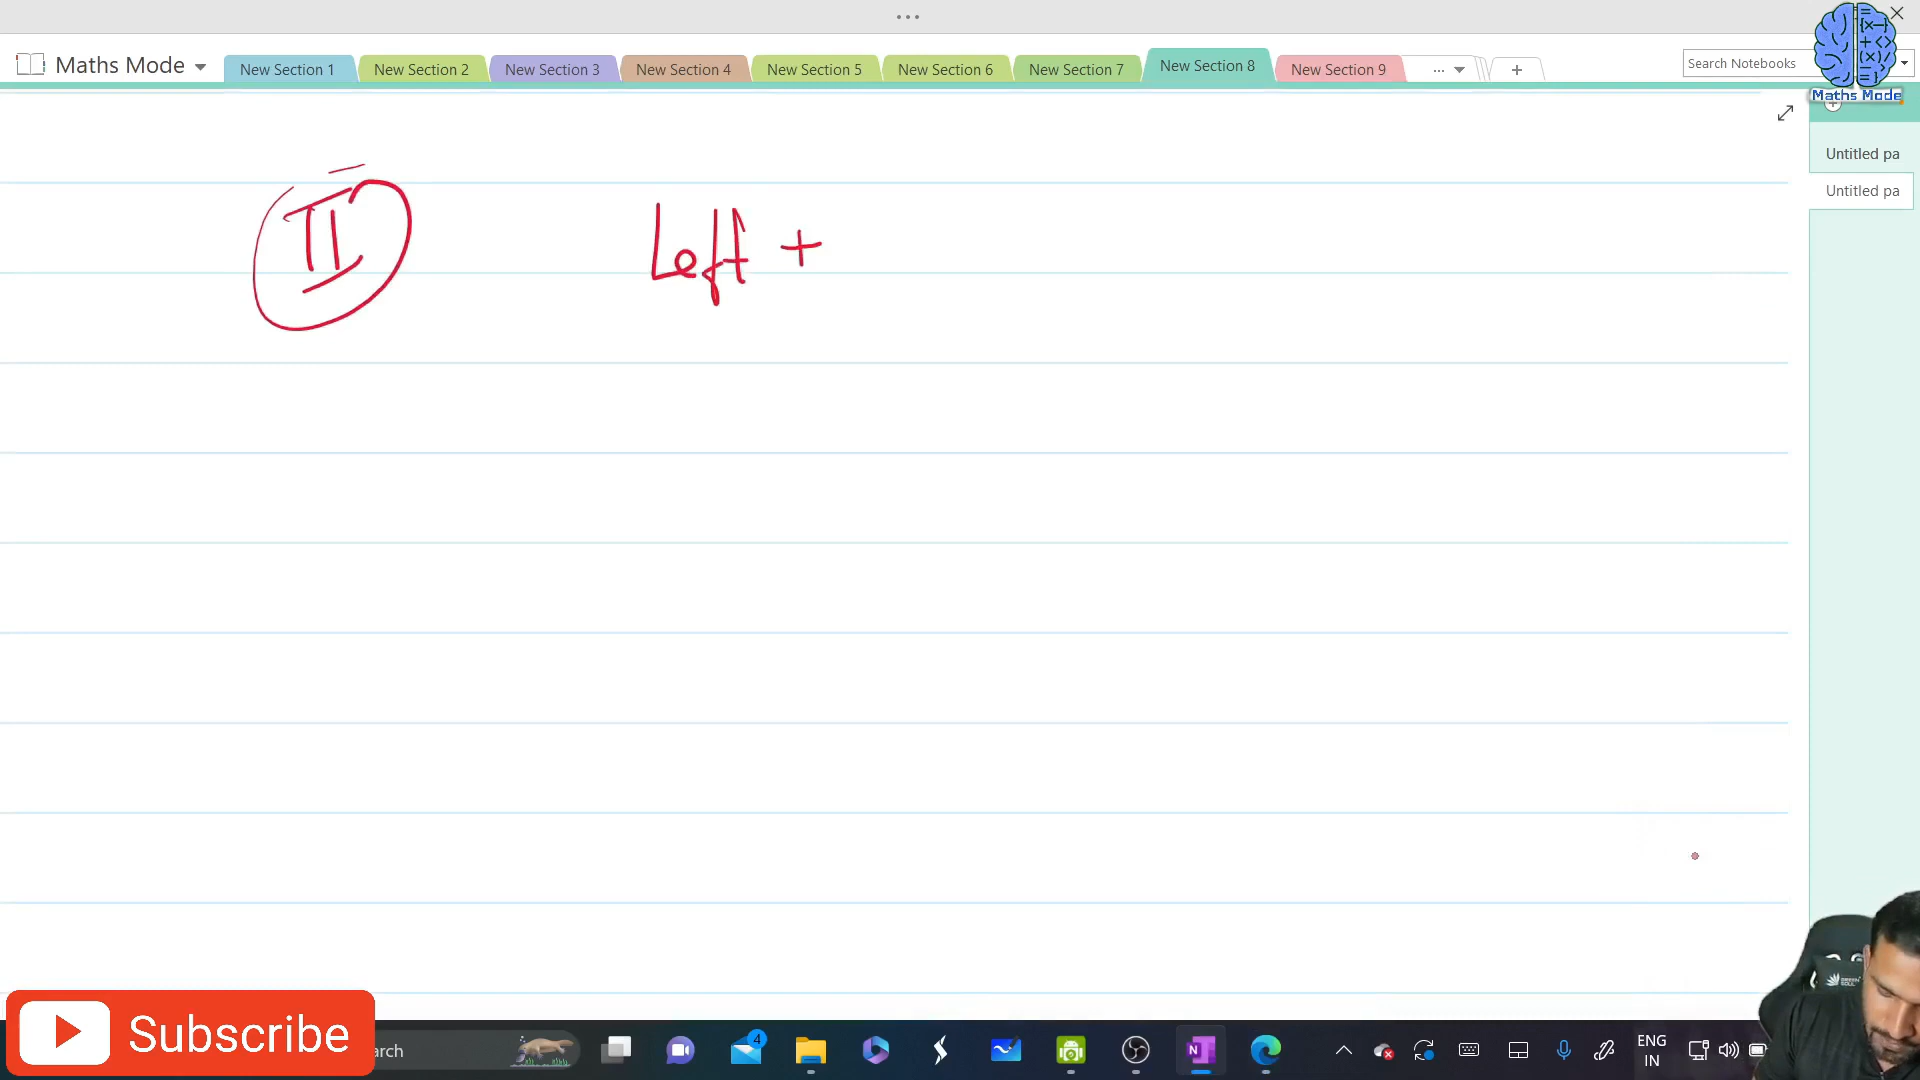 ...
Maths Mode
New Section 1
New Section 2
New Section 3
New Section 4
New Section 5
New Section 6
New Section 7
New Section 8
New Section 9
...
Search Notebooks
Maths Mode
Untitled pa
Untitled pa
II
Left +
Subscribe
arch
4
ENG
IN